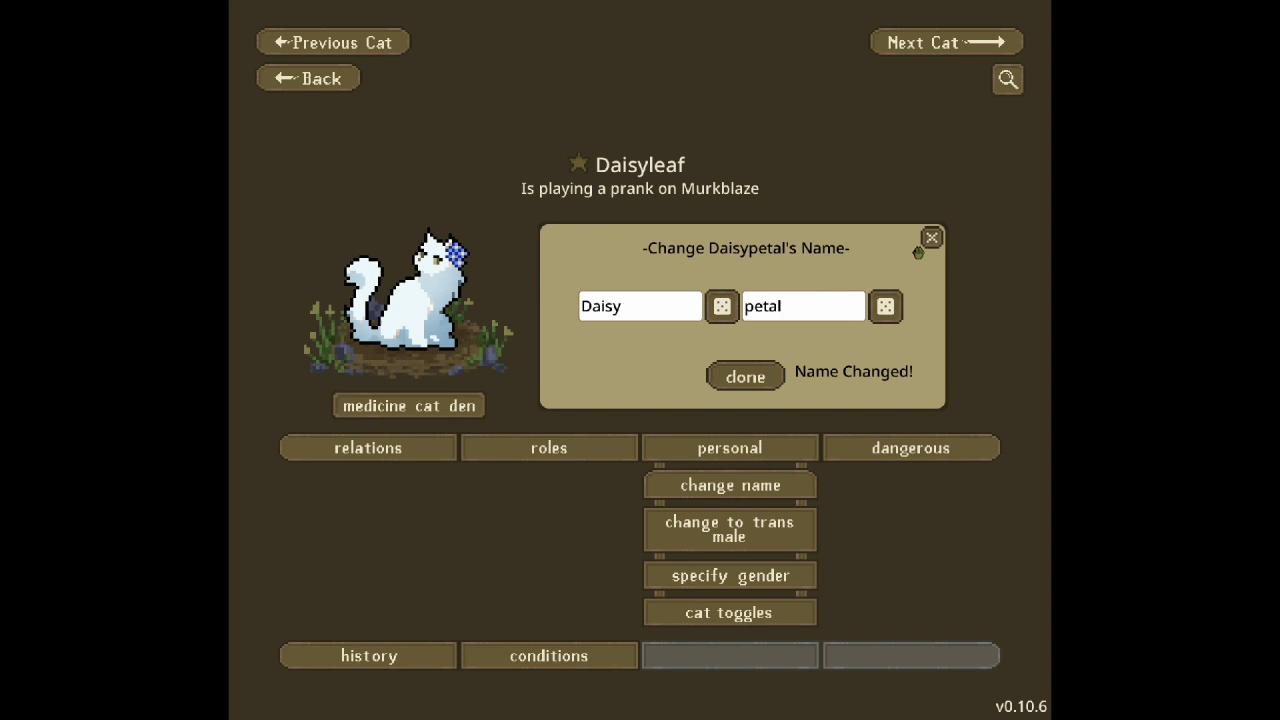 Previous Cat
Next Cat
Back
Daisyleaf
Is playing a prank on Murkblaze
-Change Daisypetal's Name-
Daisy
petal
done
Name Changed!
medicine cat den
relations
roles
personal
dangerous
change name
change to trans
male
specify gender
cat toggles
history
conditions
v0.10.6